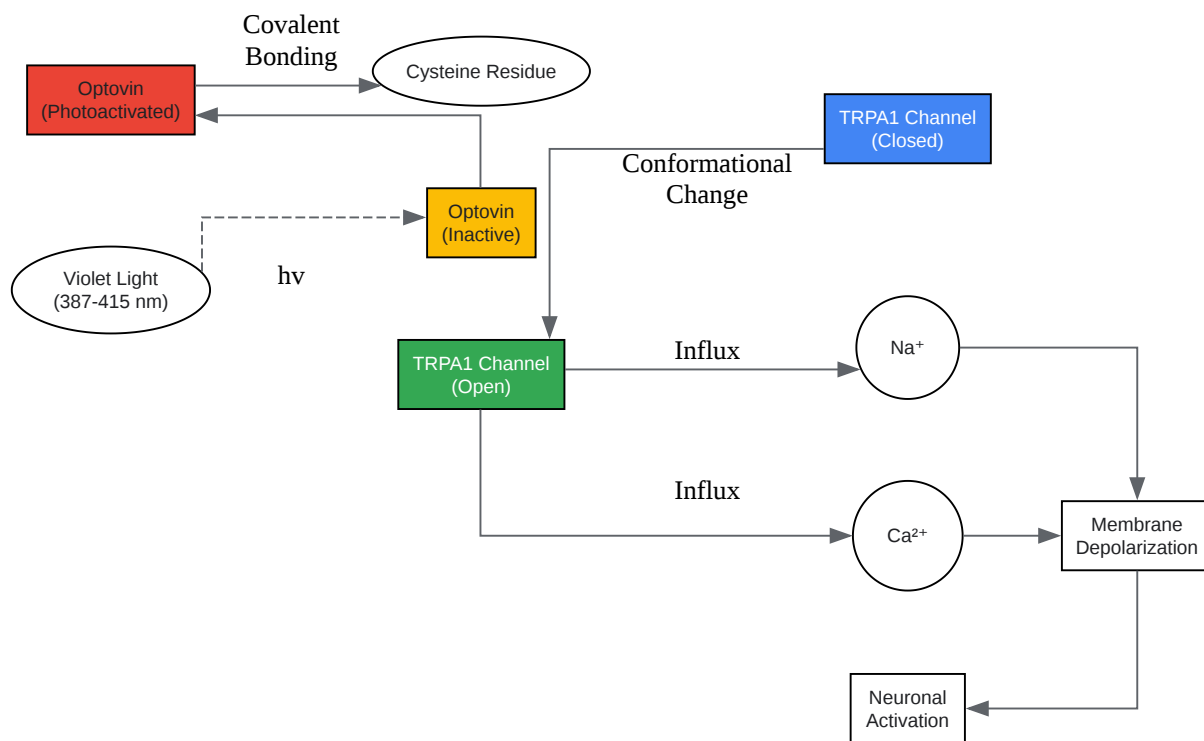 Covalent
Bonding
Optovin
(Photoactivated)
Cysteine Residue
TRPA1 Channel
(Closed)
Conformational
Change
Optovin
(Inactive)
Violet Light
(387-415 nm)
hv
TRPA1 Channel
(Open)
Influx
Na⁺
Influx
Ca²⁺
Membrane
Depolarization
Neuronal
Activation